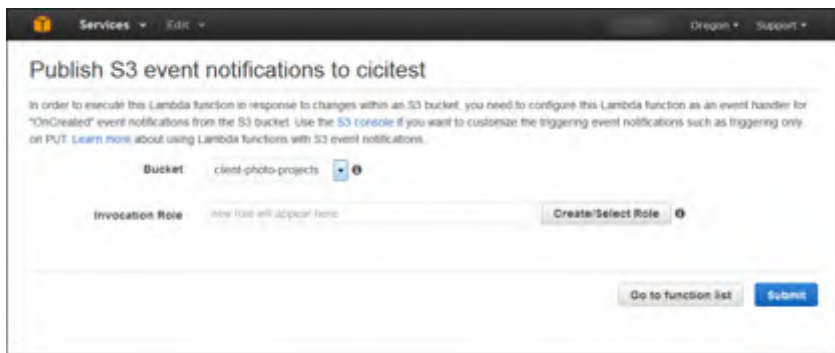 Services Edit Oregon Support
Publish S3 event notifications to cicitest
In order to execute this Lambda function in response to changes within an S3 bucket, you need to configure this Lambda function as an event handler for
"OnCreated" event notifications from the S3 bucket. Use the S3 console if you want to customize the triggering event notifications such as triggering only
on PUT. Learn more about using Lambda functions with S3 event notifications.
Bucket client-photo-projects
Invocation Role new role will appear here Create/Select Role
Go to function list Submit